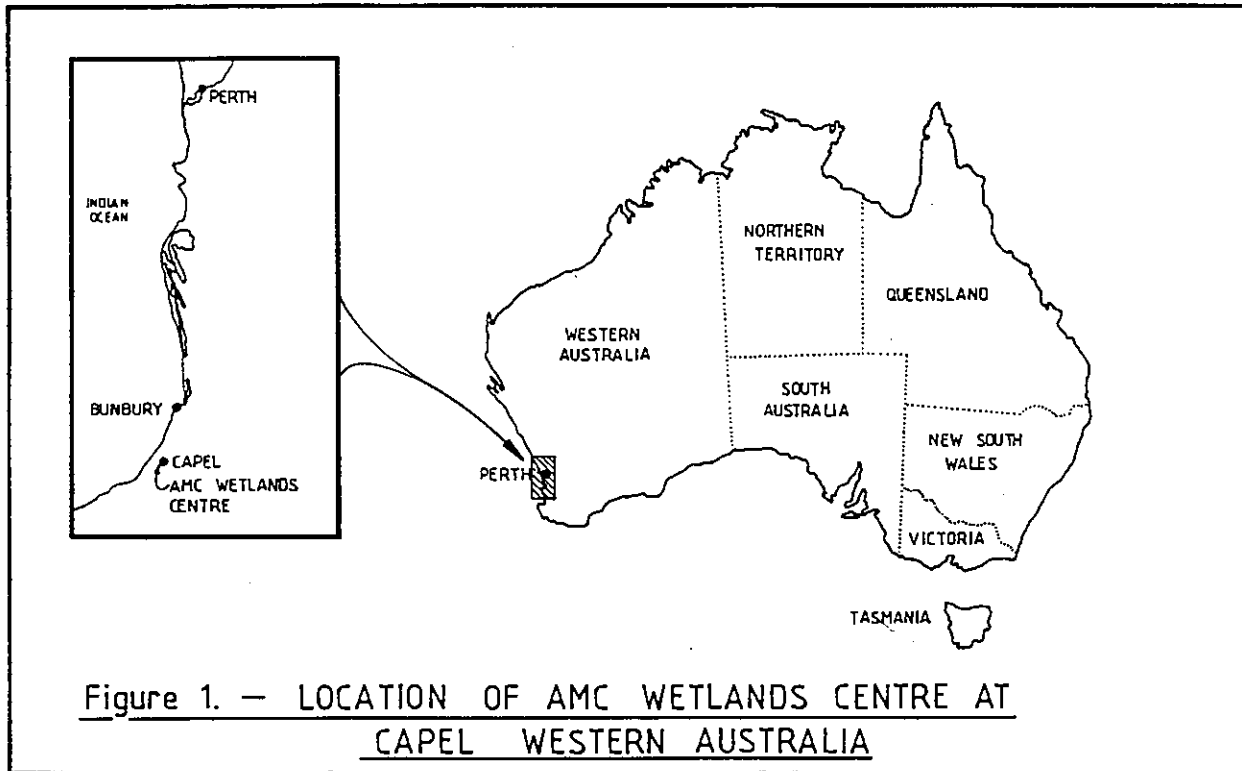 PERTH
INDIAN
OCEAN
BUNBURY
CAPEL
AMC WETLANDS
CENTRE
NORTHERN
TERRITORY
QUEENSLAND
WESTERN
AUSTRALIA
SOUTH
AUSTRALIA
NEW SOUTH
WALES
PERTH
VICTORIA
TASMANIA
Figure 1. — LOCATION OF AMC WETLANDS CENTRE AT
CAPEL WESTERN AUSTRALIA